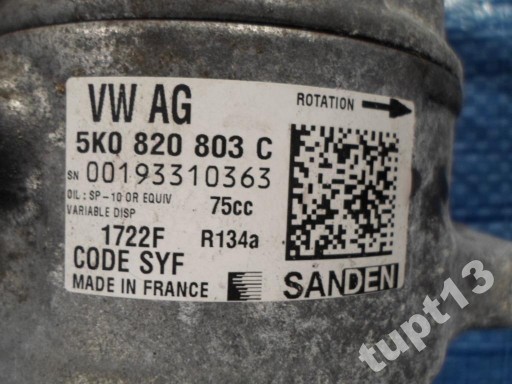 VW AG
ROTATION
5K0 820 803 C
SN 00193310363
OIL: SP-10 OR EQUIV 75cc
VARIABLE DISP
1722F R134a
CODE SYF
MADE IN FRANCE
SANDEN
tupt13